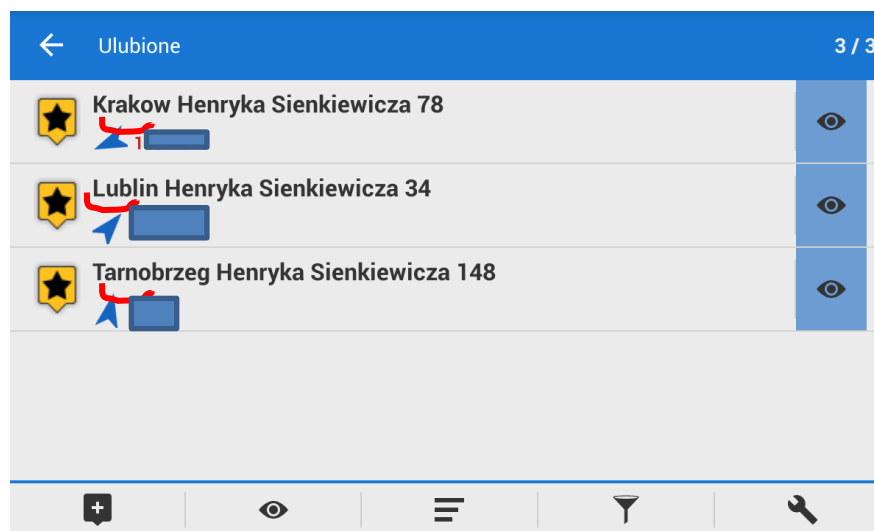 Ulubione
3 / 3
Krakow Henryka Sienkiewicza 78
1
Lublin Henryka Sienkiewicza 34
Tarnobrzeg Henryka Sienkiewicza 148